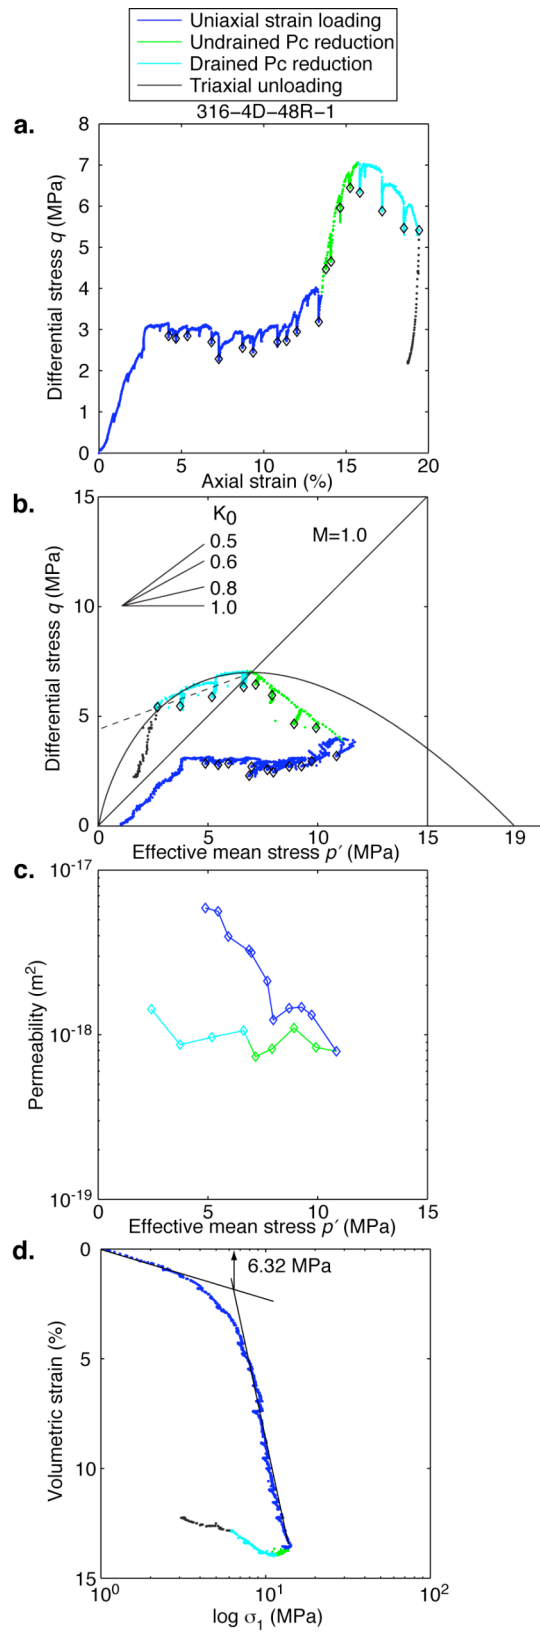 Uniaxial strain loading
Undrained Pc reduction
Drained Pc reduction
Triaxial unloading
316−4D−48R−1
a.
8
7
6
5
4
3
2
1
0
Differential stress q (MPa)
0 5 10 15 20
Axial strain (%)
b.
15
10
5
0
Differential stress q (MPa)
K0
0.5
0.6
0.8
1.0
M=1.0
0 5 10 15 19
Effective mean stress p′ (MPa)
c.
10-17
10-18
10-19
Permeability (m2)
0 5 10 15
Effective mean stress p′ (MPa)
d.
0
5
10
15
Volumetric strain (%)
6.32 MPa
100 101 102
log σ1 (MPa)